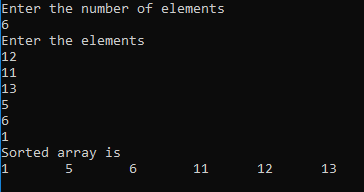 Enter the number of elements
6
Enter the elements
12
11
13
5
6
1
Sorted array is
1 5 6 11 12 13